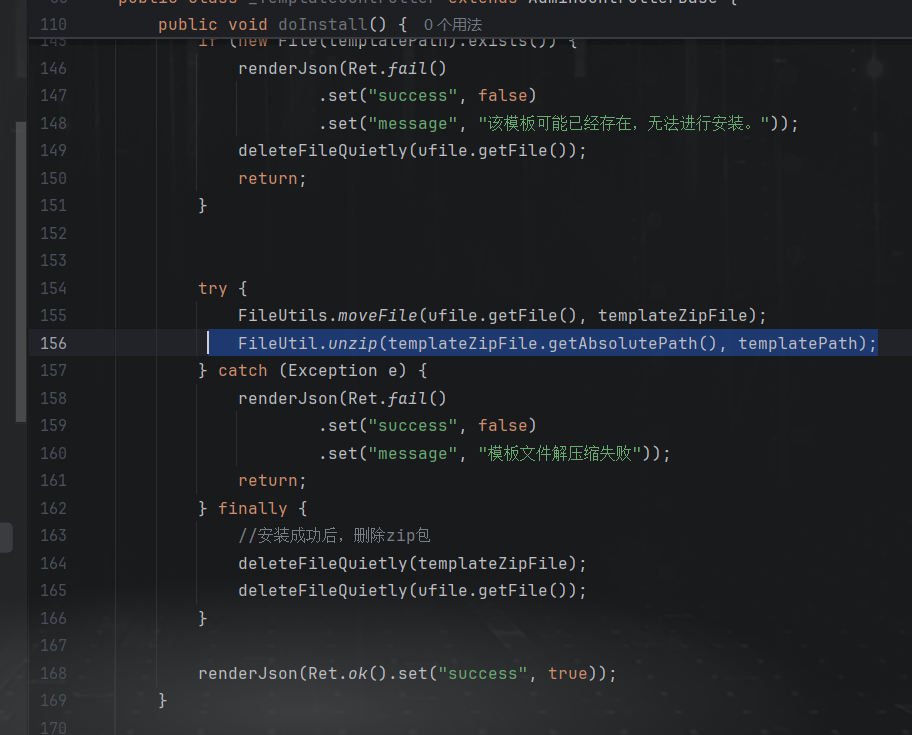 public class _TemplateController extends AdminControllerBase {
110 public void doInstall() { 0个用法
145 if (new File(templatePath).exists()) {
146 renderJson(Ret.fail()
147 .set("success", false)
148 .set("message", "该模板可能已经存在，无法进行安装。"));
149 deleteFileQuietly(ufile.getFile());
150 return;
151 }
152
153
154 try {
155 FileUtils.moveFile(ufile.getFile(), templateZipFile);
156 FileUtil.unzip(templateZipFile.getAbsolutePath(), templatePath);
157 } catch (Exception e) {
158 renderJson(Ret.fail()
159 .set("success", false)
160 .set("message", "模板文件解压缩失败"));
161 return;
162 } finally {
163 //安装成功后，删除zip包
164 deleteFileQuietly(templateZipFile);
165 deleteFileQuietly(ufile.getFile());
166 }
167
168 renderJson(Ret.ok().set("success", true));
169 }
170